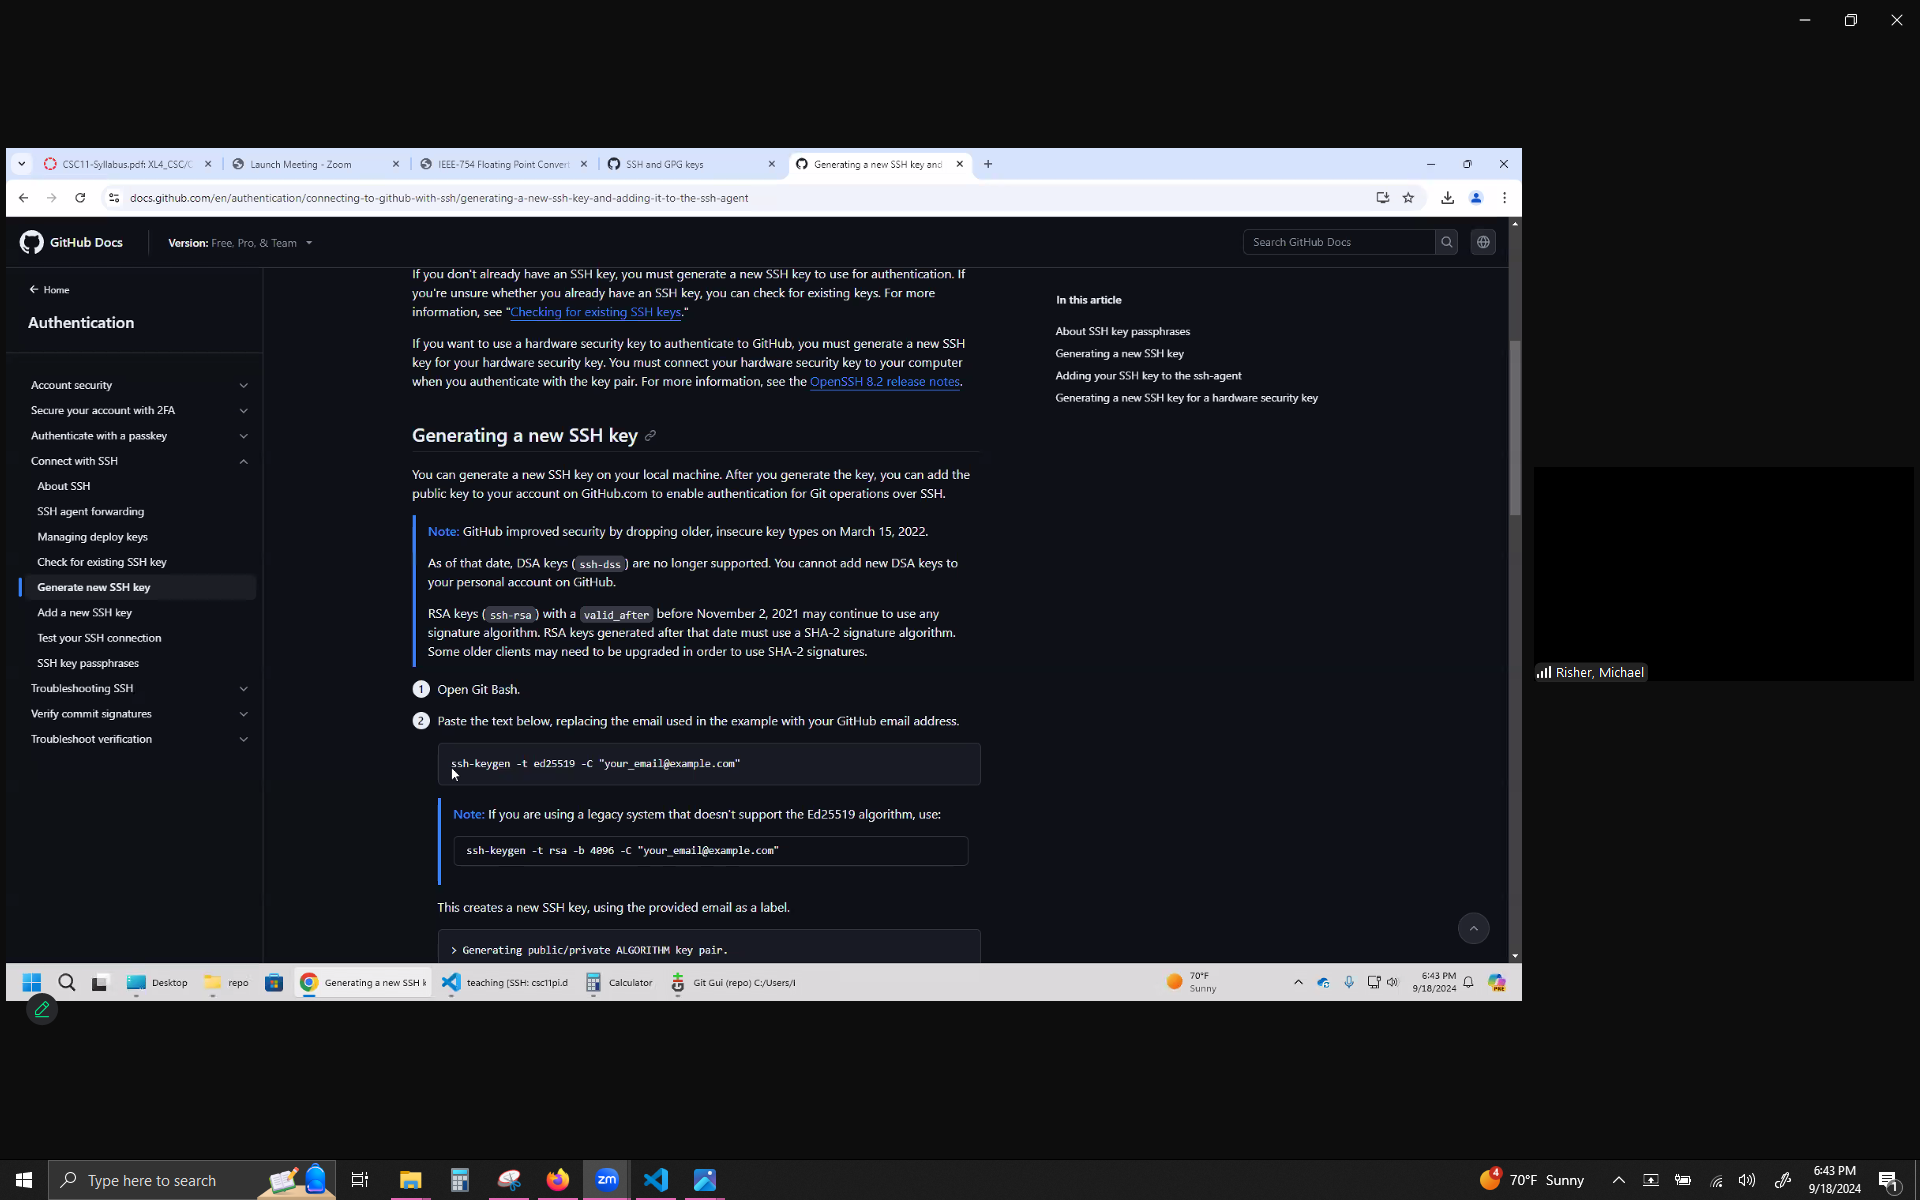 CSC11-Syllabus.pdf: XL4_CSC/C
Launch Meeting - Zoom
IEEE-754 Floating Point Convert
SSH and GPG keys
Generating a new SSH key and
docs.github.com/en/authentication/connecting-to-github-with-ssh/generating-a-new-ssh-key-and-adding-it-to-the-ssh-agent
GitHub Docs
Version: Free, Pro, & Team
Search GitHub Docs
Home
Authentication
Account security
Secure your account with 2FA
Authenticate with a passkey
Connect with SSH
About SSH
SSH agent forwarding
Managing deploy keys
Check for existing SSH key
Generate new SSH key
Add a new SSH key
Test your SSH connection
SSH key passphrases
Troubleshooting SSH
Verify commit signatures
Troubleshoot verification
If you don't already have an SSH key, you must generate a new SSH key to use for authentication. If
you're unsure whether you already have an SSH key, you can check for existing keys. For more
information, see "Checking for existing SSH keys."
If you want to use a hardware security key to authenticate to GitHub, you must generate a new SSH
key for your hardware security key. You must connect your hardware security key to your computer
when you authenticate with the key pair. For more information, see the OpenSSH 8.2 release notes.
Generating a new SSH key
You can generate a new SSH key on your local machine. After you generate the key, you can add the
public key to your account on GitHub.com to enable authentication for Git operations over SSH.
Note: GitHub improved security by dropping older, insecure key types on March 15, 2022.
As of that date, DSA keys (ssh-dss) are no longer supported. You cannot add new DSA keys to
your personal account on GitHub.
RSA keys (ssh-rsa) with a valid_after before November 2, 2021 may continue to use any
signature algorithm. RSA keys generated after that date must use a SHA-2 signature algorithm.
Some older clients may need to be upgraded in order to use SHA-2 signatures.
1 Open Git Bash.
2 Paste the text below, replacing the email used in the example with your GitHub email address.
ssh-keygen -t ed25519 -C "your_email@example.com"
Note: If you are using a legacy system that doesn't support the Ed25519 algorithm, use:
ssh-keygen -t rsa -b 4096 -C "your_email@example.com"
This creates a new SSH key, using the provided email as a label.
> Generating public/private ALGORITHM key pair.
In this article
About SSH key passphrases
Generating a new SSH key
Adding your SSH key to the ssh-agent
Generating a new SSH key for a hardware security key
Risher, Michael
Desktop
repo
Generating a new SSH k
teaching [SSH: csc11pi.d
Calculator
Git Gui (repo) C:/Users/I
70°F
Sunny
6:43 PM
9/18/2024
PRE
Type here to search
zm
4
70°F Sunny
6:43 PM
9/18/2024
1